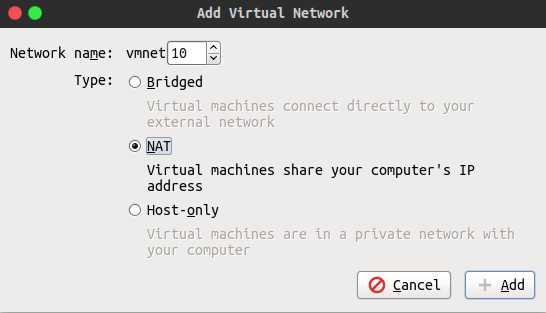 Add Virtual Network
Network name: vmnet 10
Type: Bridged
Virtual machines connect directly to your
external network
NAT
Virtual machines share your computer's IP
address
Host-only
Virtual machines are in a private network with
your computer
Cancel Add